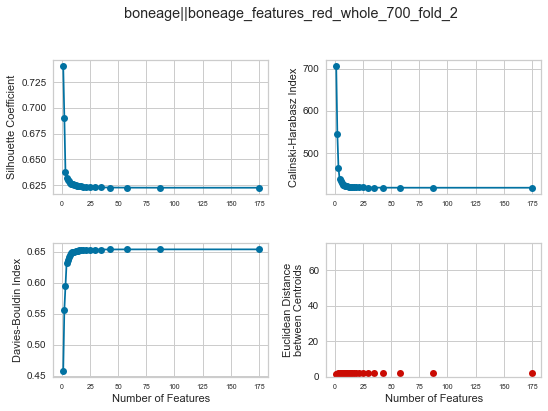 boneage||boneage_features_red_whole_700_fold_2
Silhouette Coefficient
0.725
0.700
0.675
0.650
0.625
0 25 50 75 100 125 150 175
Calinski-Harabasz Index
700
600
500
0 25 50 75 100 125 150 175
Davies-Bouldin Index
0.65
0.60
0.55
0.50
0.45
0 25 50 75 100 125 150 175
Number of Features
Euclidean Distance
between Centroids
60
40
20
0
0 25 50 75 100 125 150 175
Number of Features